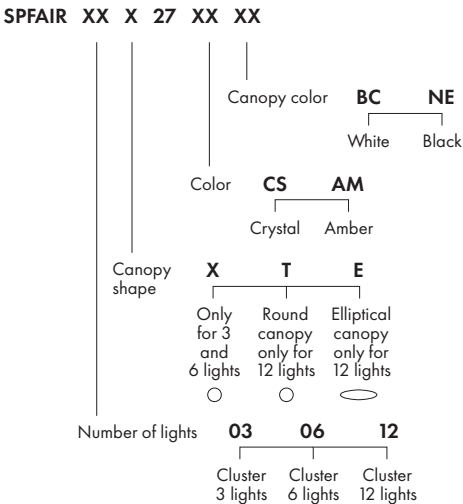 SPFAIR XX X 27 XX XX
Canopy color BC NE
White Black
Color CS AM
Crystal Amber
Canopy shape X T E
Only for 3 and 6 lights
Round canopy only for 12 lights
Elliptical canopy only for 12 lights
Number of lights 03 06 12
Cluster 3 lights
Cluster 6 lights
Cluster 12 lights